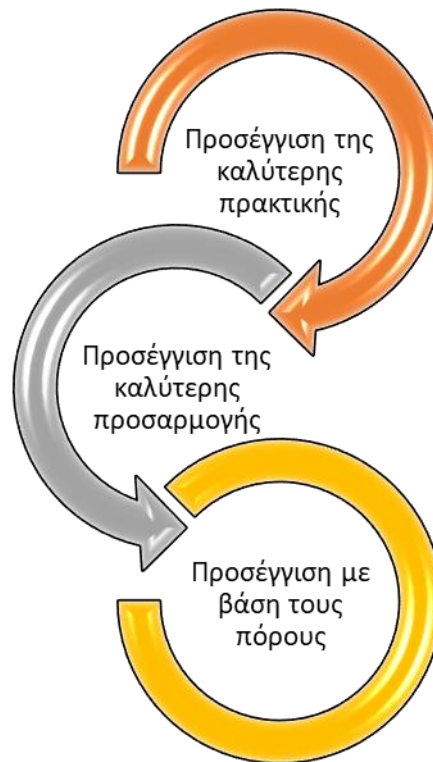 Προσέγγιση της
καλύτερης
πρακτικής
Προσέγγιση της
καλύτερης
προσαρμογής
Προσέγγιση με
βάση τους
πόρους